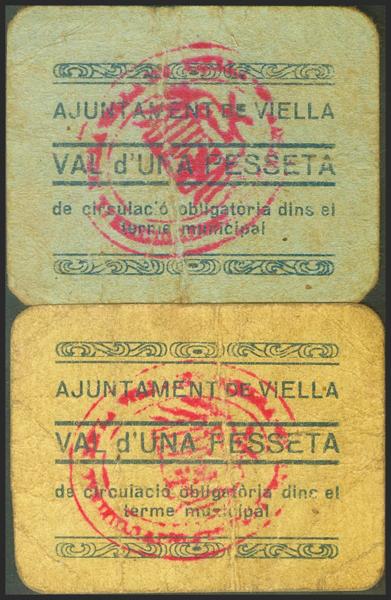 AJUNTAMENT DE VIELLA
VAL d'UNA PESSETA
de circulació obligatòria dins el
terme municipal
AJUNTAMENT DE VIELLA
VAL d'UNA PESSETA
de circulació obligatòria dins el
terme municipal